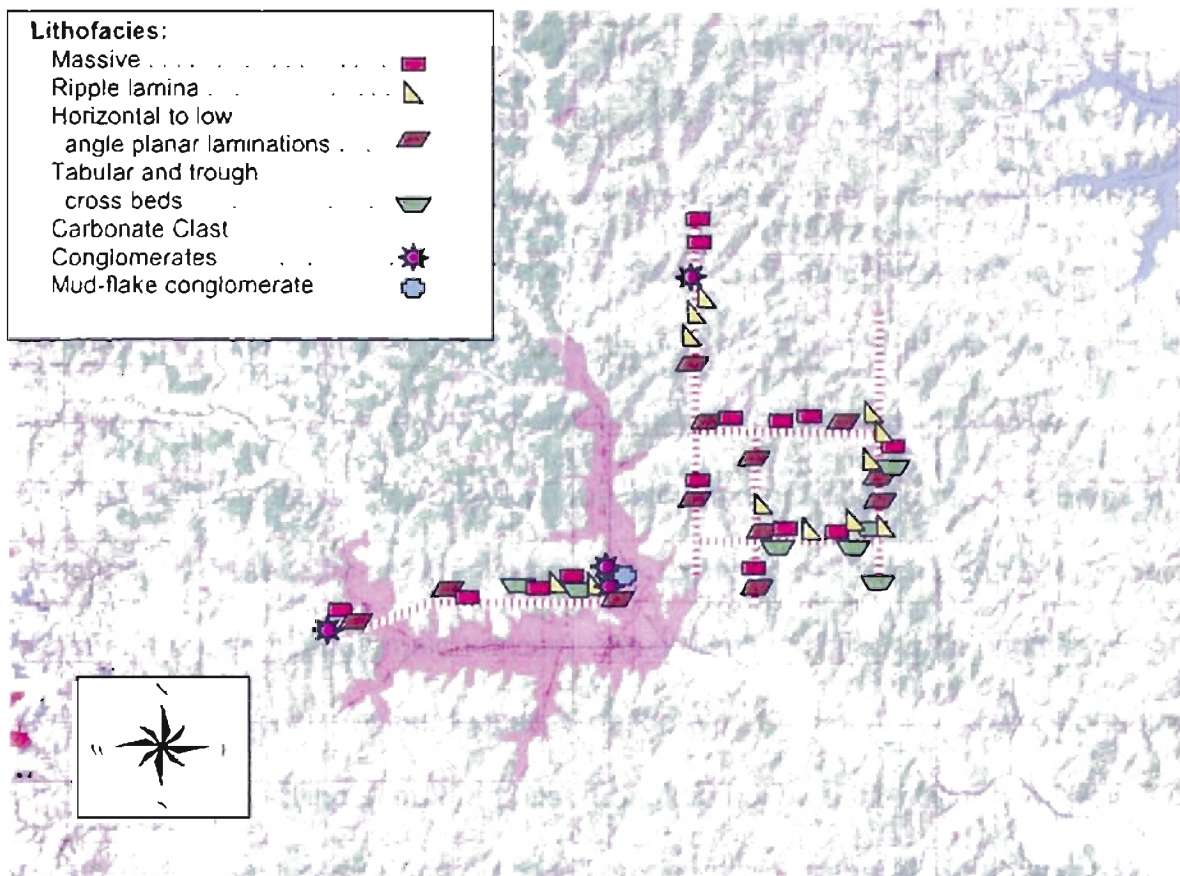 Lithofacies:
Massive . . . . . . . . . .
Ripple lamina . . . . .
Horizontal to low
angle planar laminations . .
Tabular and trough
cross beds . . . .
Carbonate Clast
Conglomerates . . .
Mud-flake conglomerate